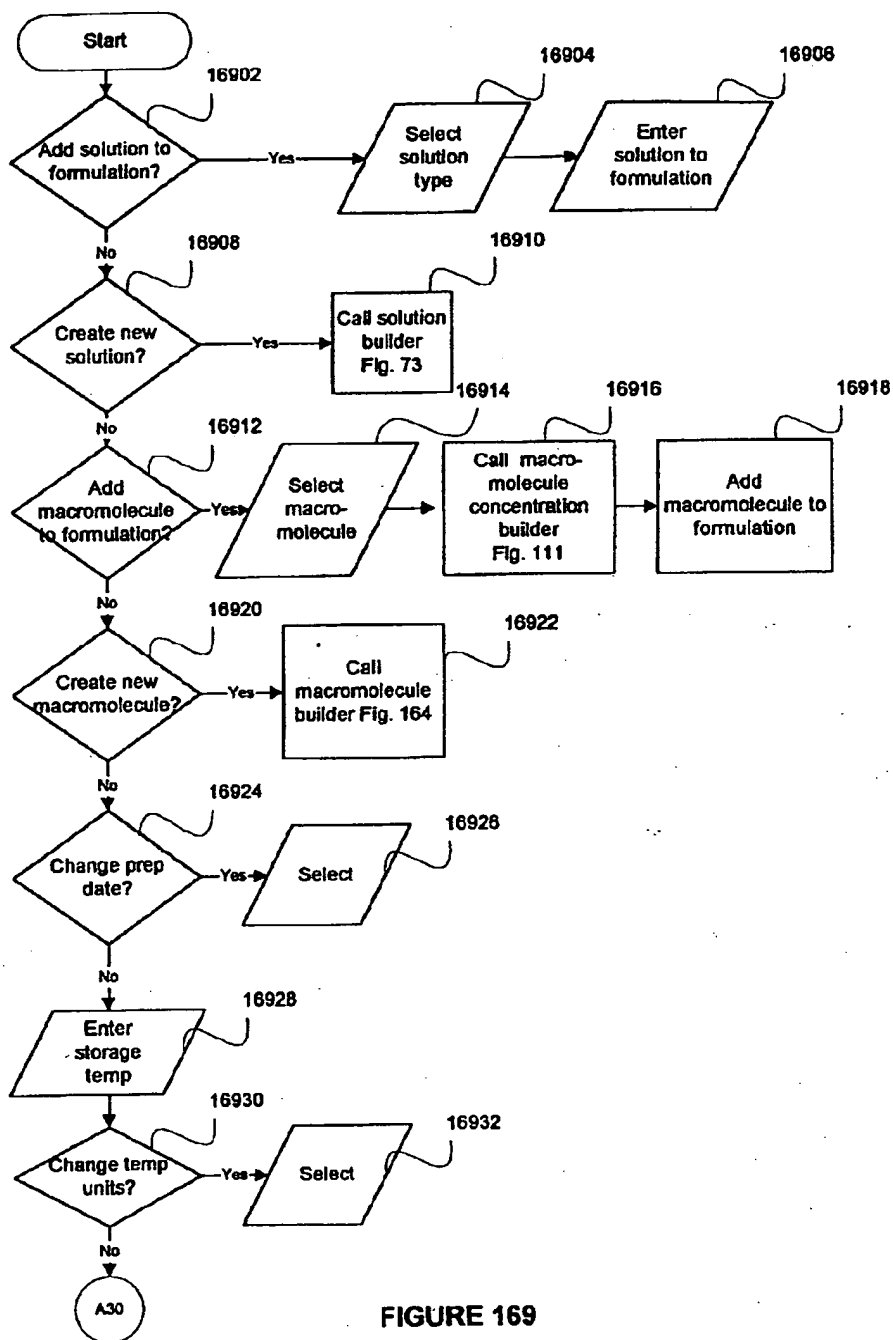 Start
16902
Add solution to
formulation?
Yes
16904
Select
solution
type
16906
Enter
solution to
formulation
No
16908
Create new
solution?
Yes
16910
Call solution
builder
Fig. 73
No
16912
Add
macromolecule
to formulation?
Yes
16914
Select
macro-
molecule
16916
Call macro-
molecule
concentration
builder
Fig. 111
16918
Add
macromolecule to
formulation
No
16920
Create new
macromolecule?
Yes
16922
Call
macromolecule
builder Fig. 164
No
16924
Change prep
date?
Yes
16926
Select
No
16928
Enter
storage
temp
16930
Change temp
units?
Yes
16932
Select
No
A30
FIGURE 169